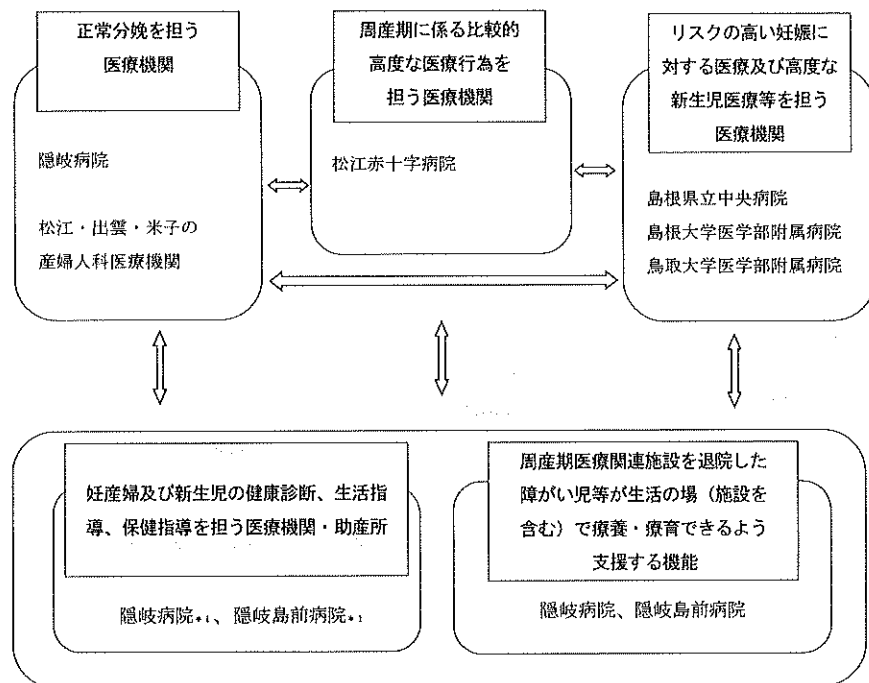 正常分娩を担う
医療機関
隠岐病院
松江・出雲・米子の
産婦人科医療機関
周産期に係る比較的
高度な医療行為を
担う医療機関
松江赤十字病院
リスクの高い妊娠に
対する医療及び高度な
新生児医療等を担う
医療機関
島根県立中央病院
島根大学医学部附属病院
鳥取大学医学部附属病院
妊産婦及び新生児の健康診断、生活指
導、保健指導を担う医療機関・助産所
隠岐病院*1、隠岐島前病院*1
周産期医療関連施設を退院した
障がい児等が生活の場（施設を
含む）で療養・療育できるよう
支援する機能
隠岐病院、隠岐島前病院